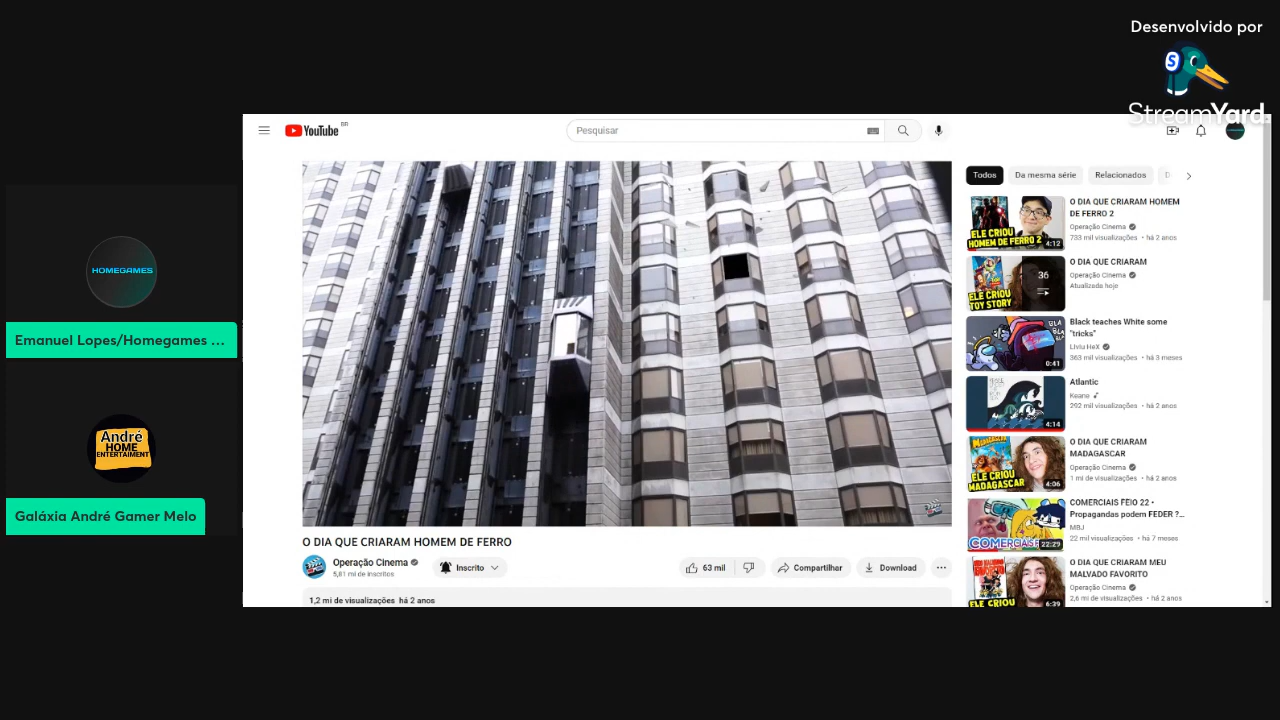 Desenvolvido por
StreamYard.
HOMEGAMES
Emanuel Lopes/Homegames ...
André
HOME
ENTERTAIMENT
Galáxia André Gamer Melo
YouTube BR
Pesquisar
O DIA QUE CRIARAM HOMEM DE FERRO
Operação Cinema
5,81 mi de inscritos
Inscrito
63 mil
Compartilhar
Download
1,2 mi de visualizações há 2 anos
Todos
Da mesma série
Relacionados
D
ELE CRIOU
HOMEM DE FERRO 2
4:12
O DIA QUE CRIARAM HOMEM
DE FERRO 2
Operação Cinema
733 mil visualizações • há 2 anos
ELE CRIOU
TOY STORY
36
O DIA QUE CRIARAM
Operação Cinema
Atualizada hoje
BLA
BLA
0:41
Black teaches White some
"tricks"
Liviu HeX
363 mil visualizações • há 3 meses
4:14
Atlantic
Keane
292 mil visualizações • há 2 anos
MADAGASCAR
ELE CRIOU
MADAGASCAR
4:06
O DIA QUE CRIARAM
MADAGASCAR
Operação Cinema
1 mi de visualizações • há 2 anos
COMERCIAIS
22:29
COMERCIAIS FEIO 22 •
Propagandas podem FEDER ?...
MBJ
22 mil visualizações • há 7 meses
ELE CRIOU
6:39
O DIA QUE CRIARAM MEU
MALVADO FAVORITO
Operação Cinema
2,6 mi de visualizações • há 2 anos